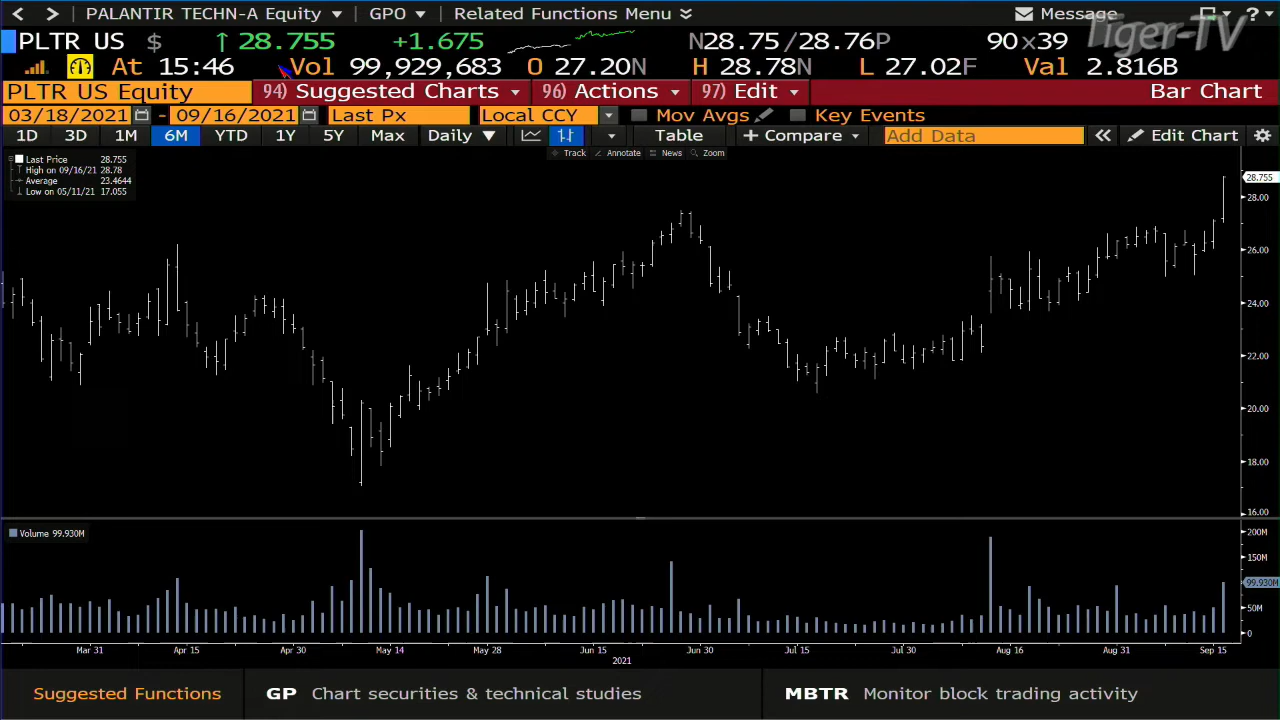 PALANTIR TECHN-A Equity GPO Related Functions Menu Message ?
Tiger-TV
PLTR US $ ↑ 28.755 +1.675 N28.75 /28.76P 90x39
At 15:46 Vol 99,929,683 O 27.20N H 28.78N L 27.02F Val 2.816B
PLTR US Equity 94) Suggested Charts 96) Actions 97) Edit Bar Chart
03/18/2021 - 09/16/2021 Last Px Local CCY Mov Avgs Key Events
1D 3D 1M 6M YTD 1Y 5Y Max Daily ▼ Table + Compare Add Data « Edit Chart
Track Annotate News Zoom
Last Price 28.755
High on 09/16/21 28.78
Average 23.4644
Low on 05/11/21 17.055
28.755
28.00
26.00
24.00
22.00
20.00
18.00
16.00
Volume 99.930M
200M
150M
99.930M
50M
0
Mar 31 Apr 15 Apr 30 May 14 May 28 Jun 15 Jun 30 Jul 15 Jul 30 Aug 16 Aug 31 Sep 15
2021
Suggested Functions GP Chart securities & technical studies MBTR Monitor block trading activity